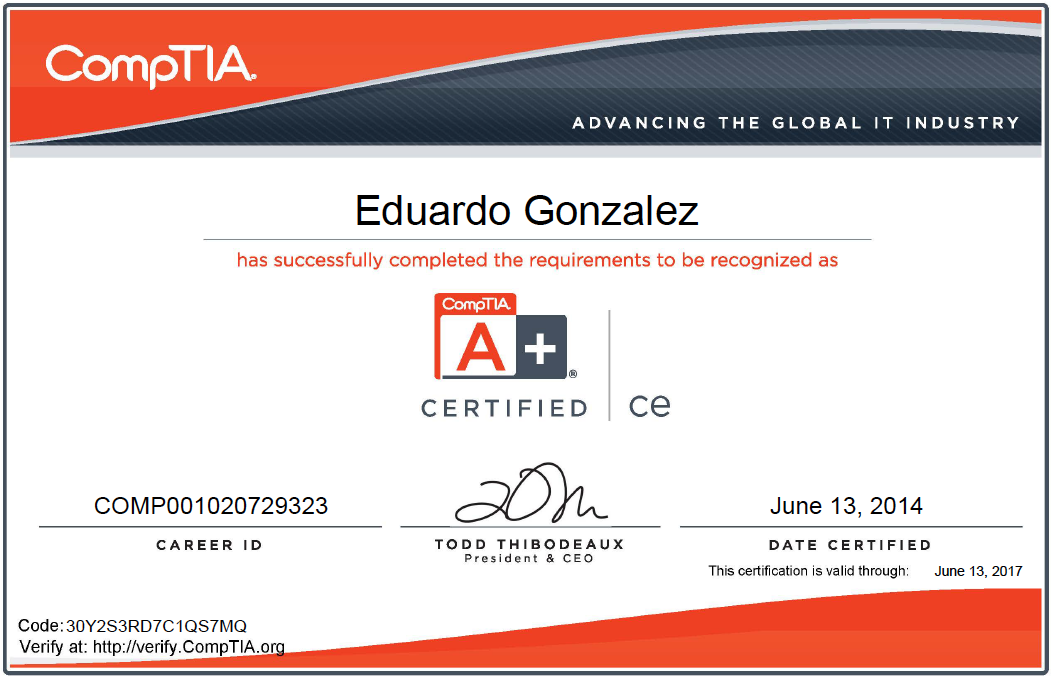 CompTIA.
ADVANCING THE GLOBAL IT INDUSTRY
Eduardo Gonzalez
has successfully completed the requirements to be recognized as
CompTIA.
A+®
CERTIFIED
ce
COMP001020729323
June 13, 2014
CAREER ID
TODD THIBODEAUX
President & CEO
DATE CERTIFIED
This certification is valid through: June 13, 2017
Code: 30Y2S3RD7C1QS7MQ
Verify at: http://verify.CompTIA.org